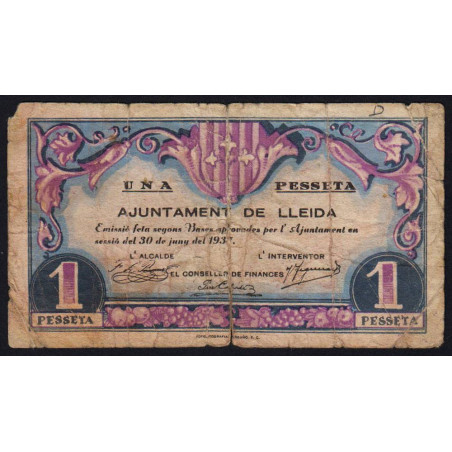 D
UNA PESSETA
AJUNTAMENT DE LLEIDA
Emissió feta segons Bases aprovades per l'Ajuntament en
sessió del 30 de juny del 193
L'ALCALDE L'INTERVENTOR
EL CONSELLER DE FINANCES
1 1
PESSETA PESSETA